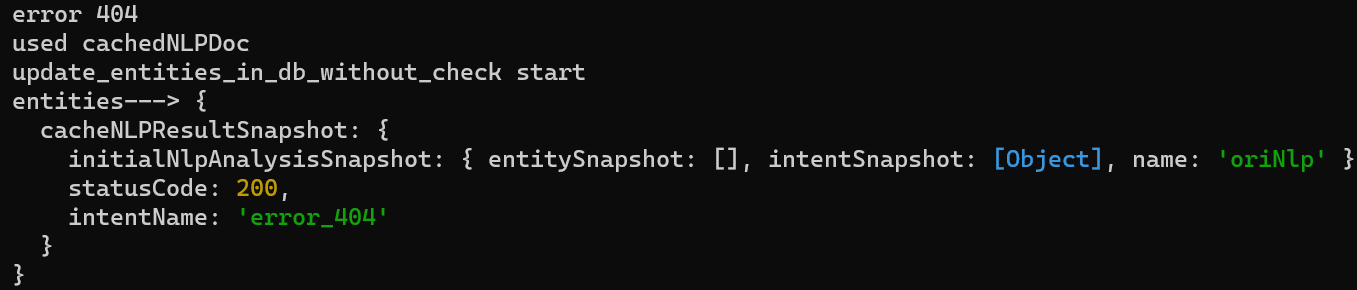 error 404
used cachedNLPDoc
update_entities_in_db_without_check start
entities---> {
  cacheNLPResultSnapshot: {
    initialNlpAnalysisSnapshot: { entitySnapshot: [], intentSnapshot: [Object], name: 'oriNlp' }
    statusCode: 200,
    intentName: 'error_404'
  }
}